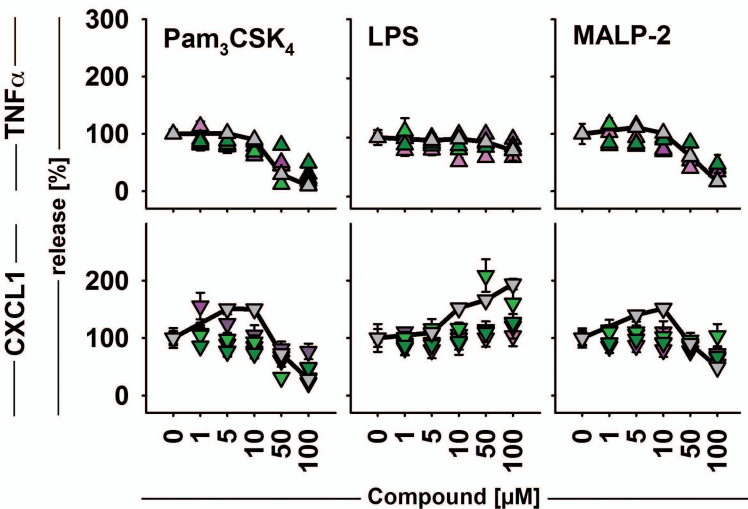 300
200
100
0
Pam3CSK4
LPS
MALP-2
TNFα
release [%]
CXCL1
200
100
0
0 1 5 10 50 100
0 1 5 10 50 100
0 1 5 10 50 100
Compound [µM]